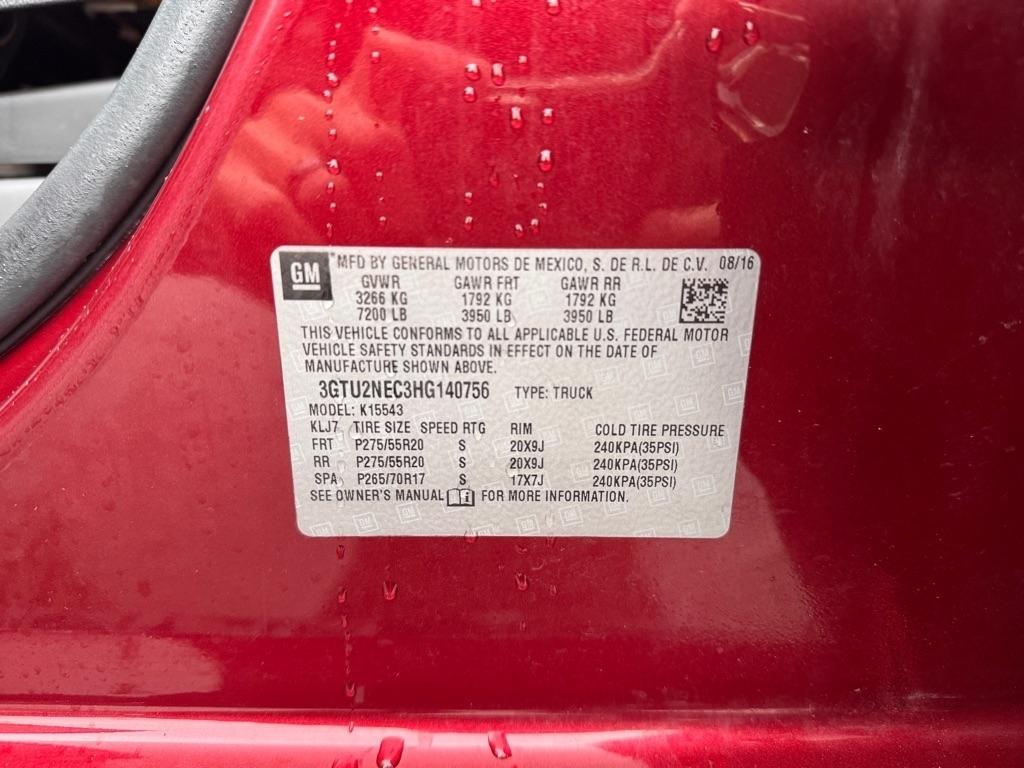 GM
MFD BY GENERAL MOTORS DE MEXICO, S. DE R.L. DE C.V. 08/16
GVWR GAWR FRT GAWR RR
3266 KG 1792 KG 1792 KG
7200 LB 3950 LB 3950 LB
THIS VEHICLE CONFORMS TO ALL APPLICABLE U.S. FEDERAL MOTOR
VEHICLE SAFETY STANDARDS IN EFFECT ON THE DATE OF
MANUFACTURE SHOWN ABOVE.
3GTU2NEC3HG140756 TYPE: TRUCK
MODEL: K15543
KLJ7 TIRE SIZE SPEED RTG RIM COLD TIRE PRESSURE
FRT P275/55R20 S 20X9J 240KPA(35PSI)
RR P275/55R20 S 20X9J 240KPA(35PSI)
SPA P265/70R17 S 17X7J 240KPA(35PSI)
SEE OWNER'S MANUAL i FOR MORE INFORMATION.